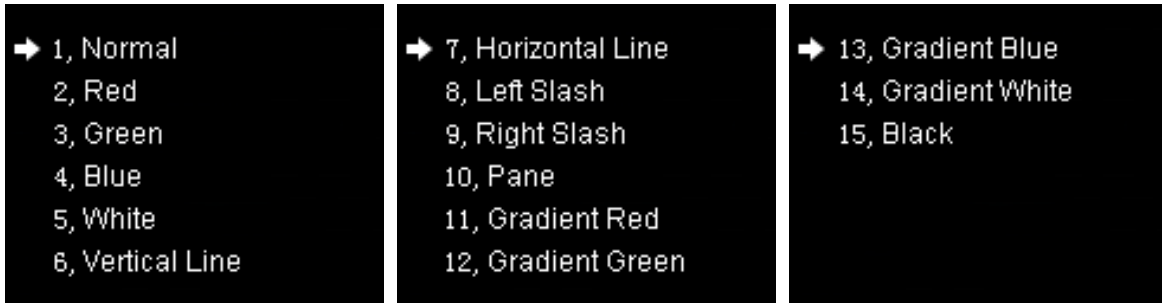 1, Normal
2, Red
3, Green
4, Blue
5, White
6, Vertical Line
7, Horizontal Line
8, Left Slash
9, Right Slash
10, Pane
11, Gradient Red
12, Gradient Green
13, Gradient Blue
14, Gradient White
15, Black